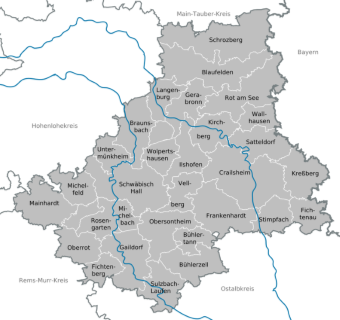 Main-Tauber-Kreis
Schrozberg
Bayern
Blaufelden
Langen-
burg
Gera-
bronn
Rot am See
Wall-
hausen
Brauns-
bach
Kirch-
berg
Hohenlohekreis
Satteldorf
Unter-
münkheim
Wolperts-
hausen
Ilshofen
Crailsheim
Kreßberg
Michel-
feld
Schwäbisch
Hall
Vell-
berg
Mainhardt
Mi-
chel-
bach
Rosen-
garten
Obersontheim
Frankenhardt
Stimpfach
Fich-
tenau
Oberrot
Gaildorf
Bühler-
tann
Fichten-
berg
Bühlerzell
Rems-Murr-Kreis
Sulzbach-
Laufen
Ostalbkreis